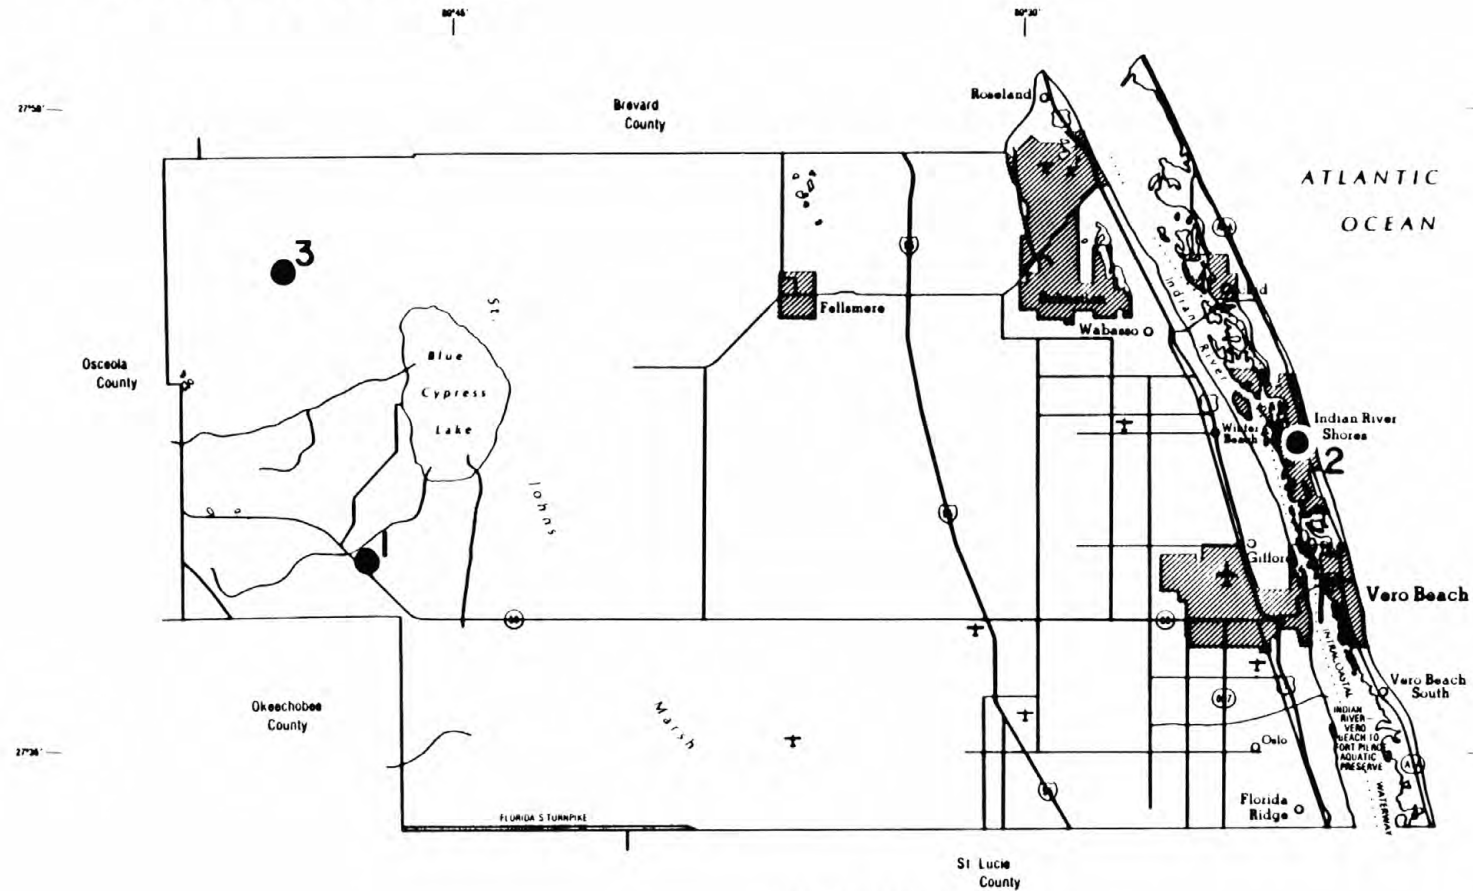 80°45'
80°30'
27°50'
Brevard
County
Roseland
ATLANTIC
OCEAN
3
St.
Fellsmere
Indian
River
Wabasso
Osceola
County
Blue
Cypress
Lake
Winter
Beach
Indian River
Shores
2
Johns
1
Gifford
Vero Beach
60
60
INTRACOASTAL
Okeechobee
County
Marsh
607
Vero Beach
South
INDIAN
RIVER–
VERO
BEACH TO
FORT PIERCE
AQUATIC
PRESERVE
Oslo
WATERWAY
Florida
Ridge
FLORIDA S TURNPIKE
St Lucie
County